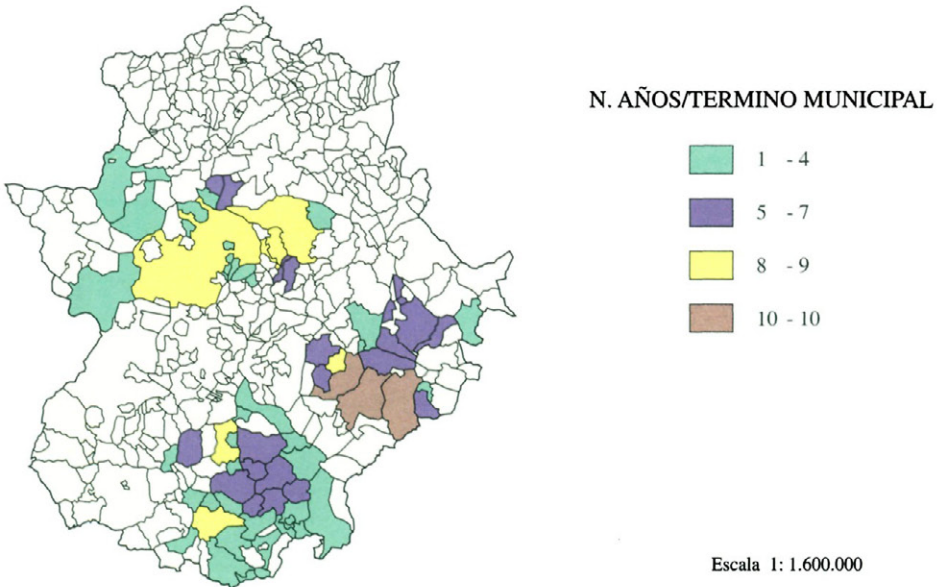 N. AÑOS/TERMINO MUNICIPAL
1 - 4
5 - 7
8 - 9
10 - 10
Escala 1: 1.600.000